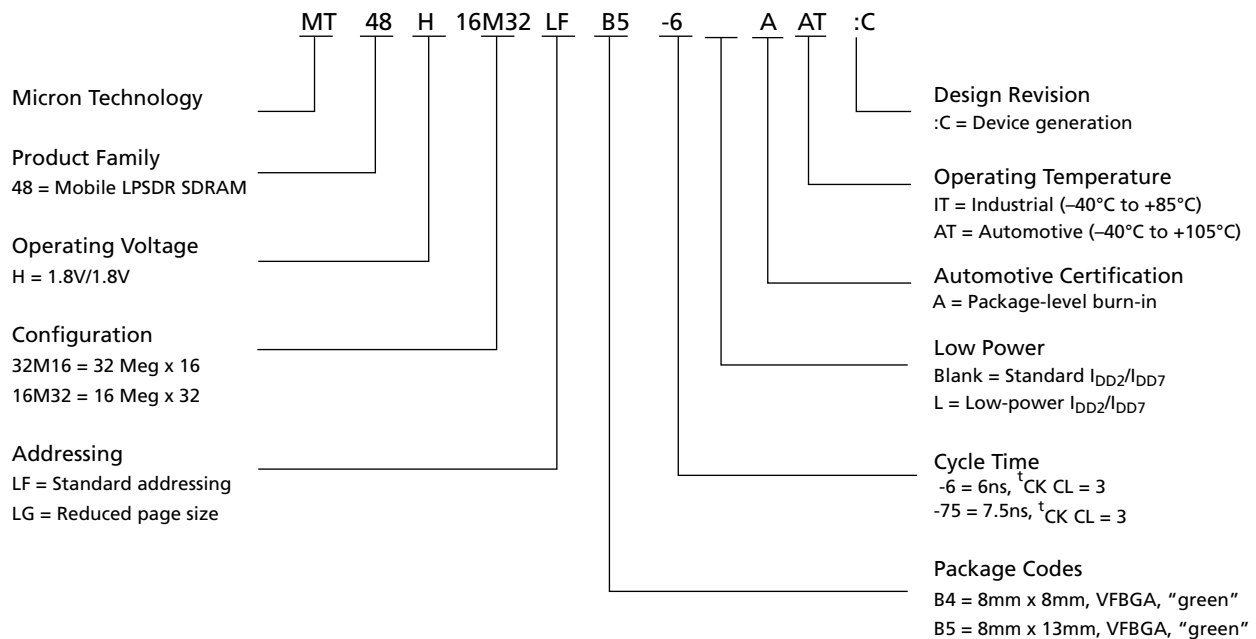 MT 48 H 16M32 LF B5 -6 A AT :C
Micron Technology
Product Family
48 = Mobile LPSDR SDRAM
Operating Voltage
H = 1.8V/1.8V
Configuration
32M16 = 32 Meg x 16
16M32 = 16 Meg x 32
Addressing
LF = Standard addressing
LG = Reduced page size
Design Revision
:C = Device generation
Operating Temperature
IT = Industrial (–40°C to +85°C)
AT = Automotive (–40°C to +105°C)
Automotive Certification
A = Package-level burn-in
Low Power
Blank = Standard IDD2/IDD7
L = Low-power IDD2/IDD7
Cycle Time
-6 = 6ns, tCK CL = 3
-75 = 7.5ns, tCK CL = 3
Package Codes
B4 = 8mm x 8mm, VFBGA, “green”
B5 = 8mm x 13mm, VFBGA, “green”